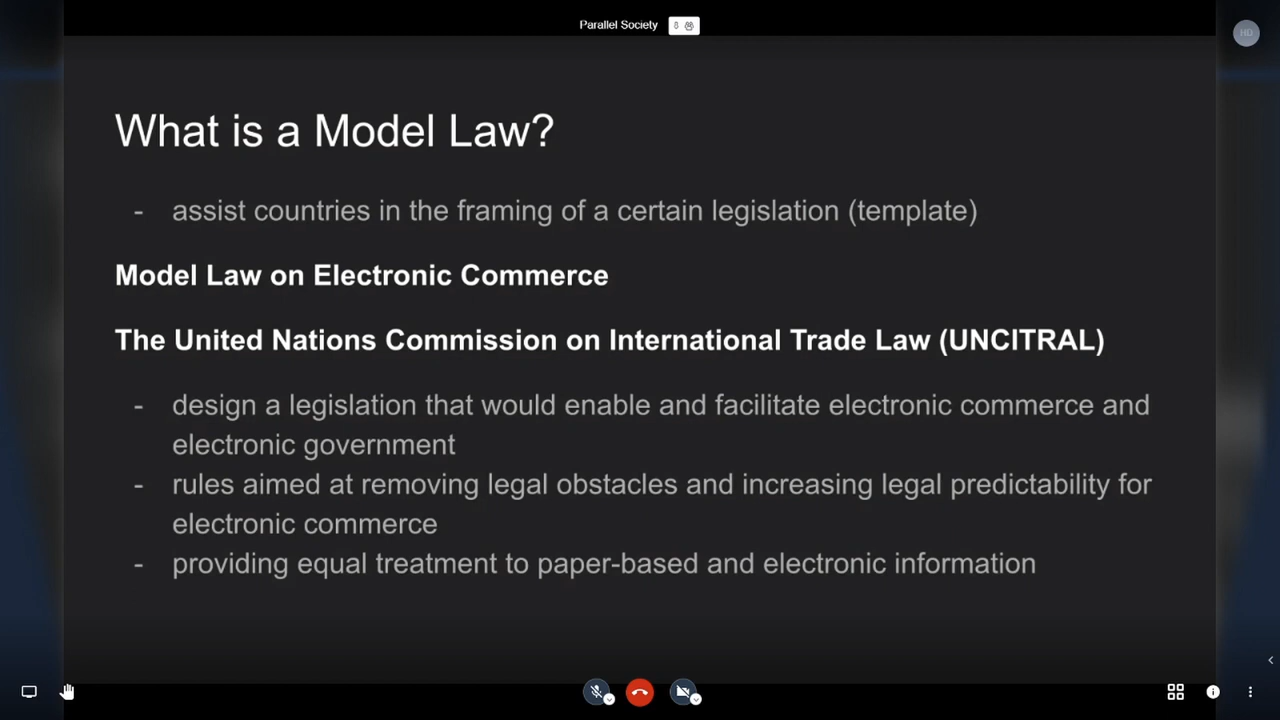 Parallel Society 8
HD
What is a Model Law?
- assist countries in the framing of a certain legislation (template)
Model Law on Electronic Commerce
The United Nations Commission on International Trade Law (UNCITRAL)
- design a legislation that would enable and facilitate electronic commerce and
electronic government
- rules aimed at removing legal obstacles and increasing legal predictability for
electronic commerce
- providing equal treatment to paper-based and electronic information